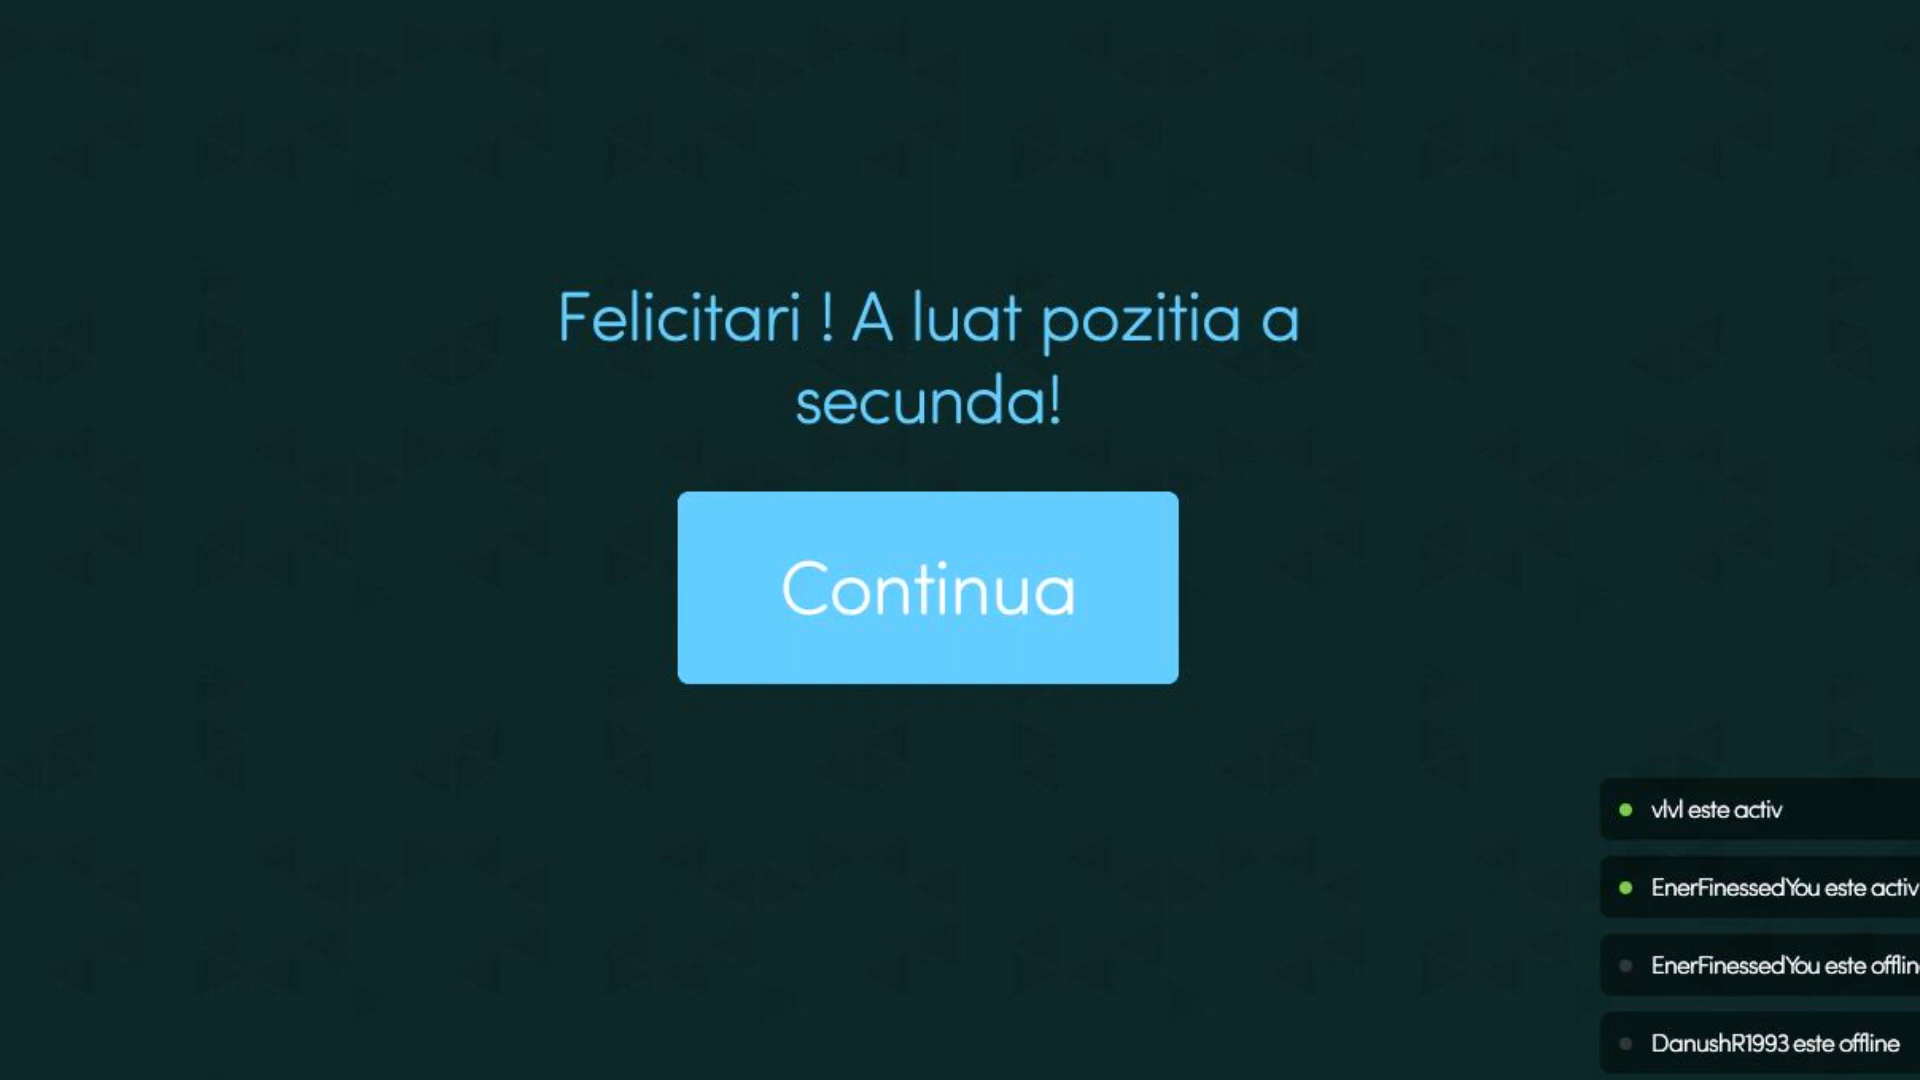 Felicitari ! A luat pozitia a
secunda!
Continua
vlvl este activ
EnerFinessedYou este activ
EnerFinessedYou este offlin
DanushR1993 este offline